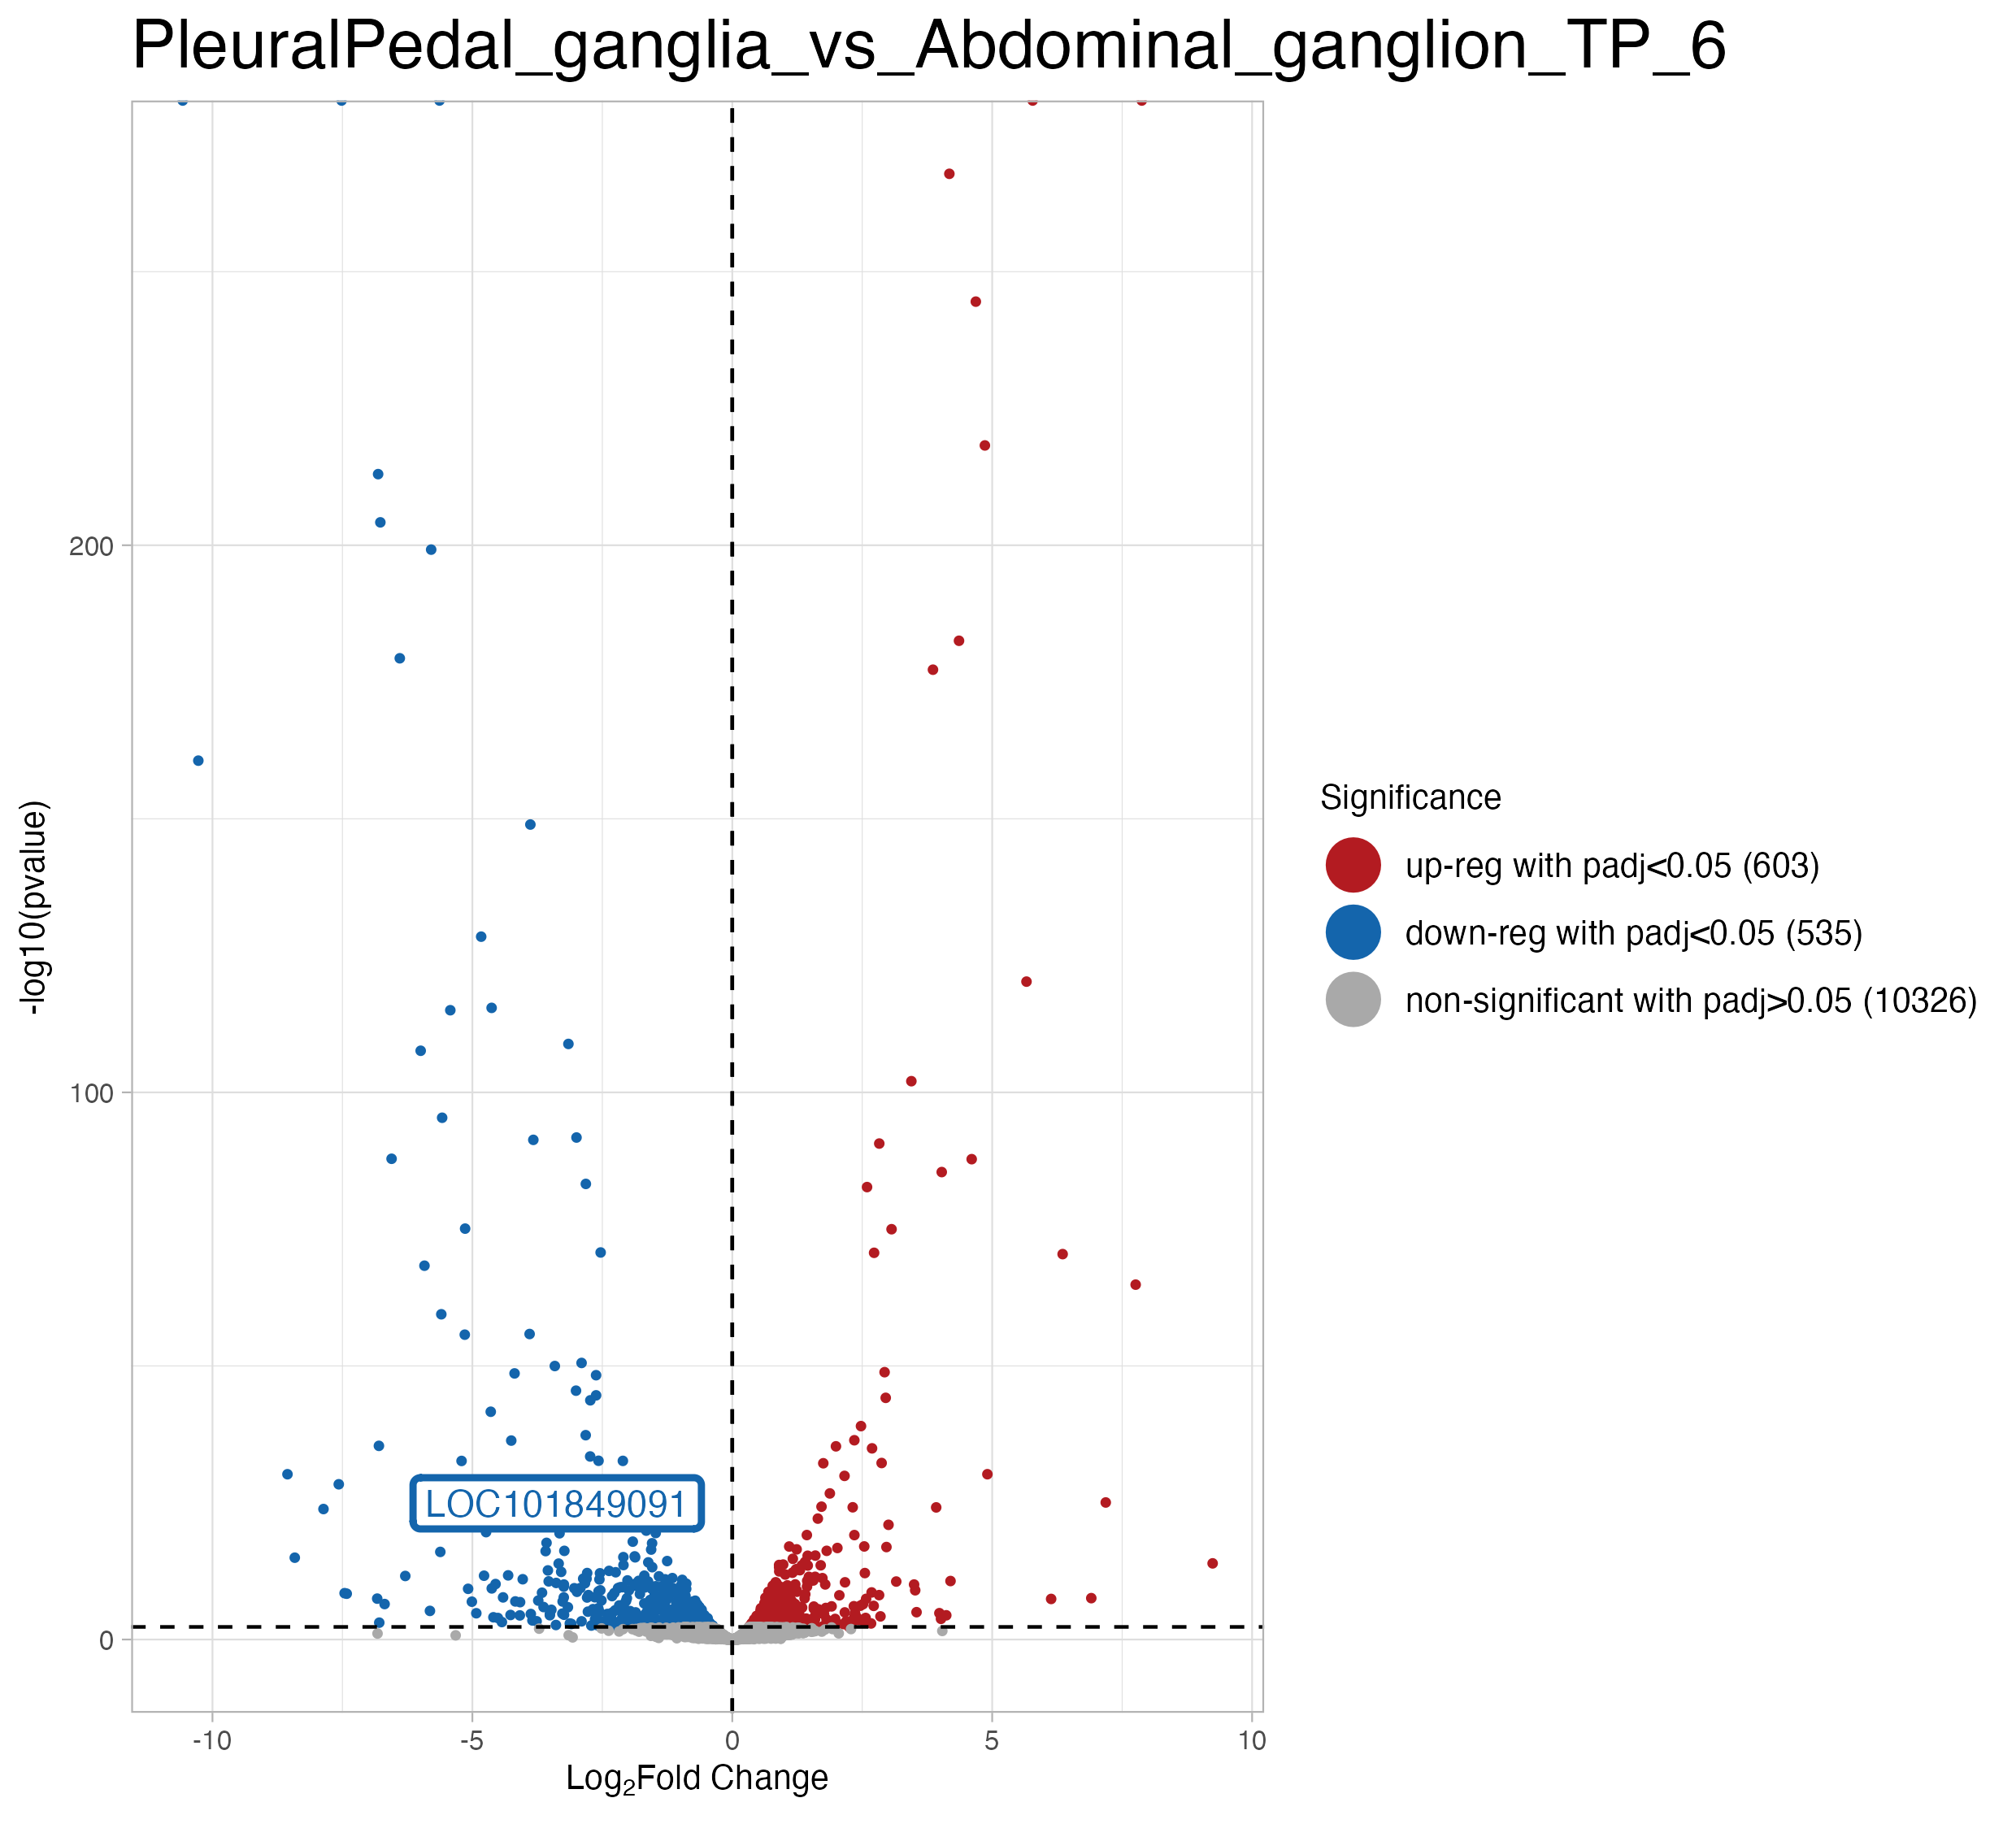 PleuralPedal_ganglia_vs_Abdominal_ganglion_TP_6
-log10(pvalue)
200
100
0
LOC101849091
-10
-5
0
5
10
Log₂Fold Change
Significance
up-reg with padj<0.05 (603)
down-reg with padj<0.05 (535)
non-significant with padj>0.05 (10326)